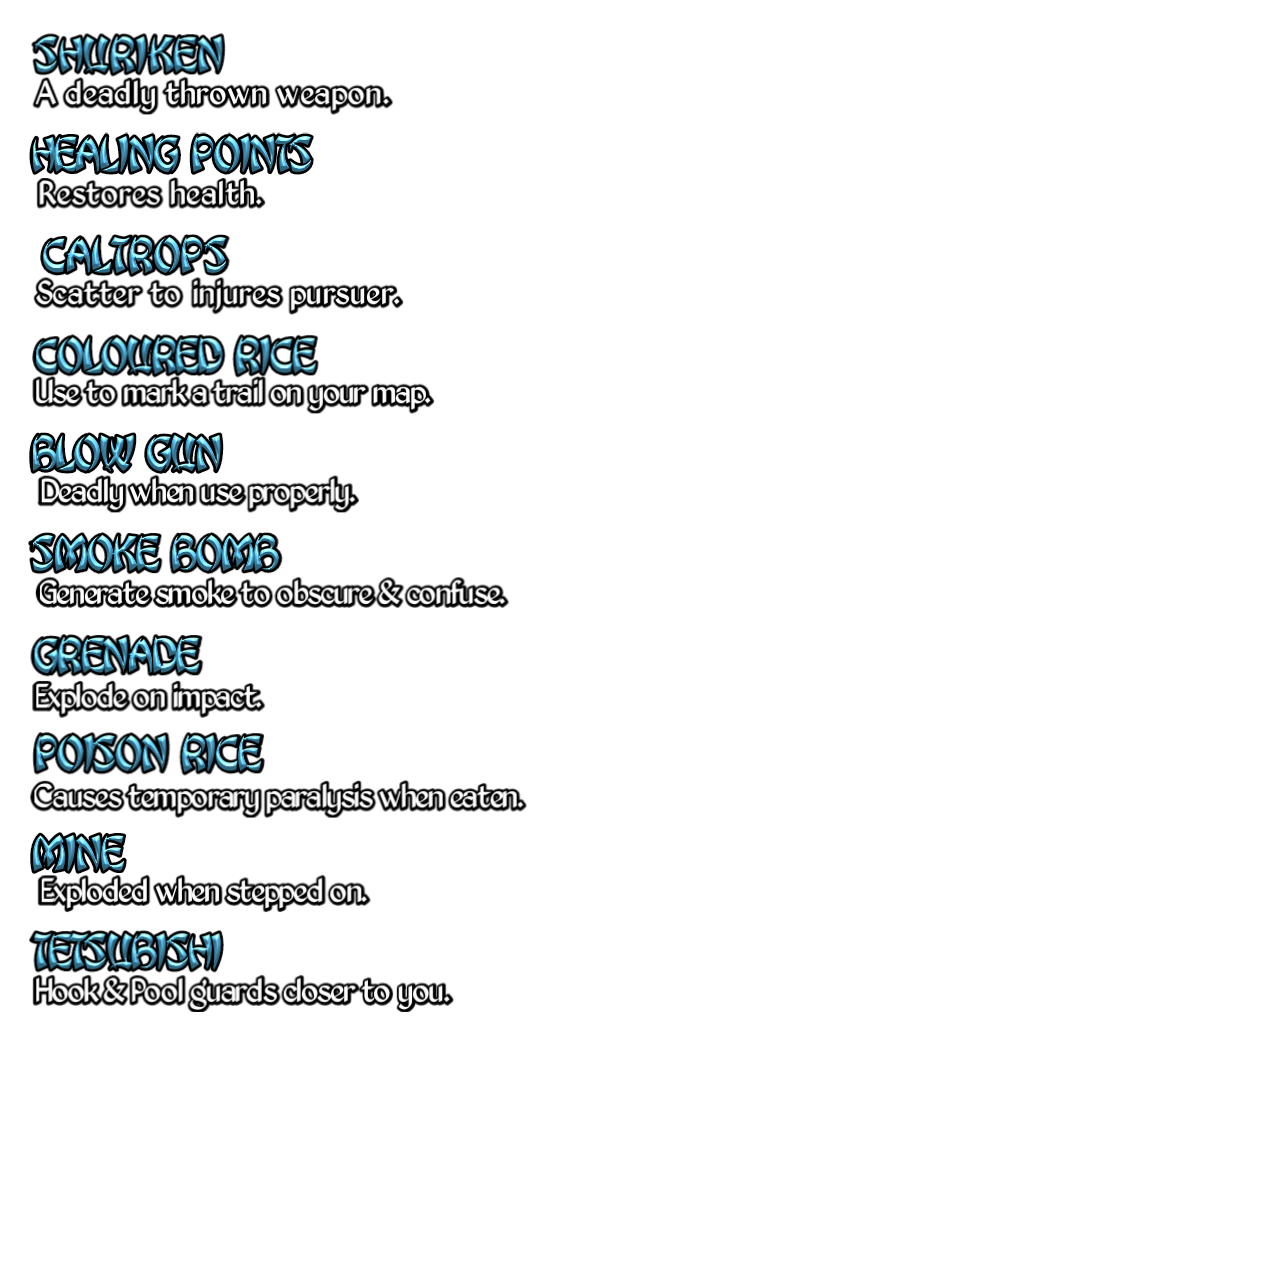 SHURIKEN
A deadly thrown weapon.
HEALING POINTS
Restores health.
CALTROPS
Scatter to injures pursuer.
COLOURED RICE
Use to mark a trail on your map.
BLOW GUN
Deadly when use properly.
SMOKE BOMB
Generate smoke to obscure & confuse.
GRENADE
Explode on impact.
POISON RICE
Causes temporary paralysis when eaten.
MINE
Exploded when stepped on.
TETSUBISHI
Hook & Pool guards closer to you.